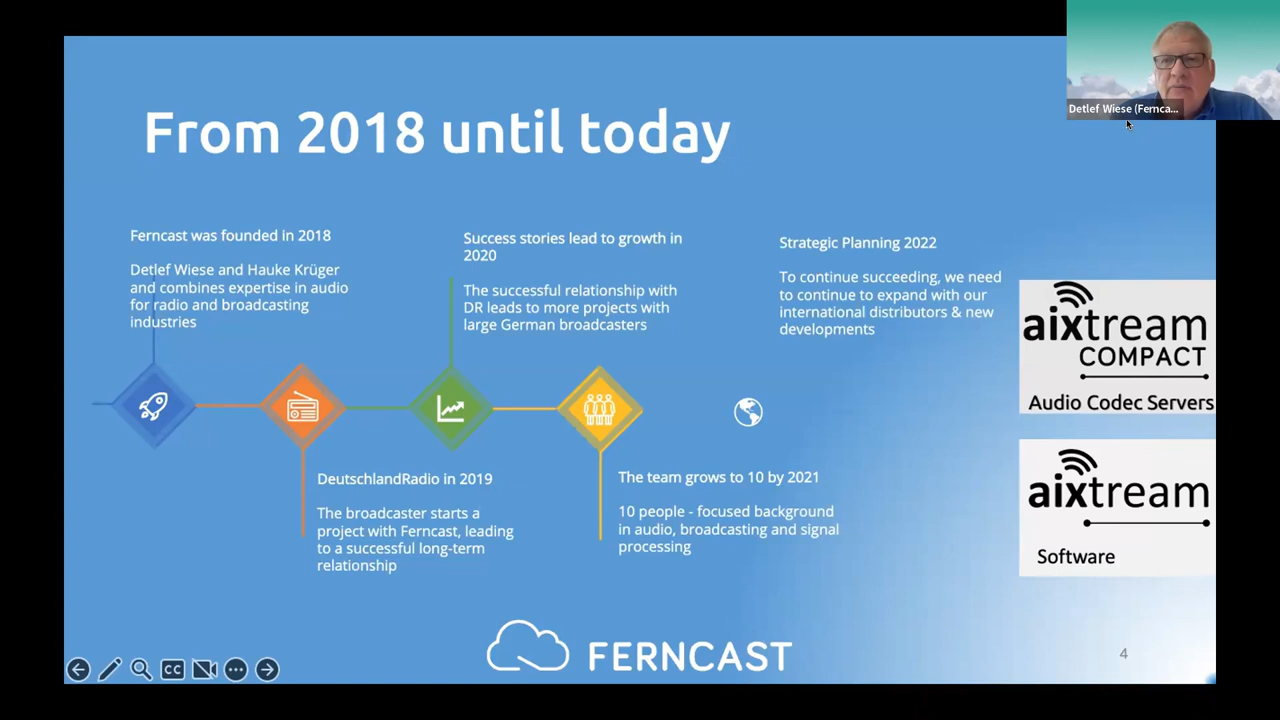 Detlef Wiese (Fernca...
From 2018 until today
Ferncast was founded in 2018
Detlef Wiese and Hauke Krüger
and combines expertise in audio
for radio and broadcasting
industries
Success stories lead to growth in
2020
The successful relationship with
DR leads to more projects with
large German broadcasters
Strategic Planning 2022
To continue succeeding, we need
to continue to expand with our
international distributors & new
developments
DeutschlandRadio in 2019
The broadcaster starts a
project with Ferncast, leading
to a successful long-term
relationship
The team grows to 10 by 2021
10 people - focused background
in audio, broadcasting and signal
processing
aixtream
COMPACT
Audio Codec Servers
aixtream
Software
CC
FERNCAST
4